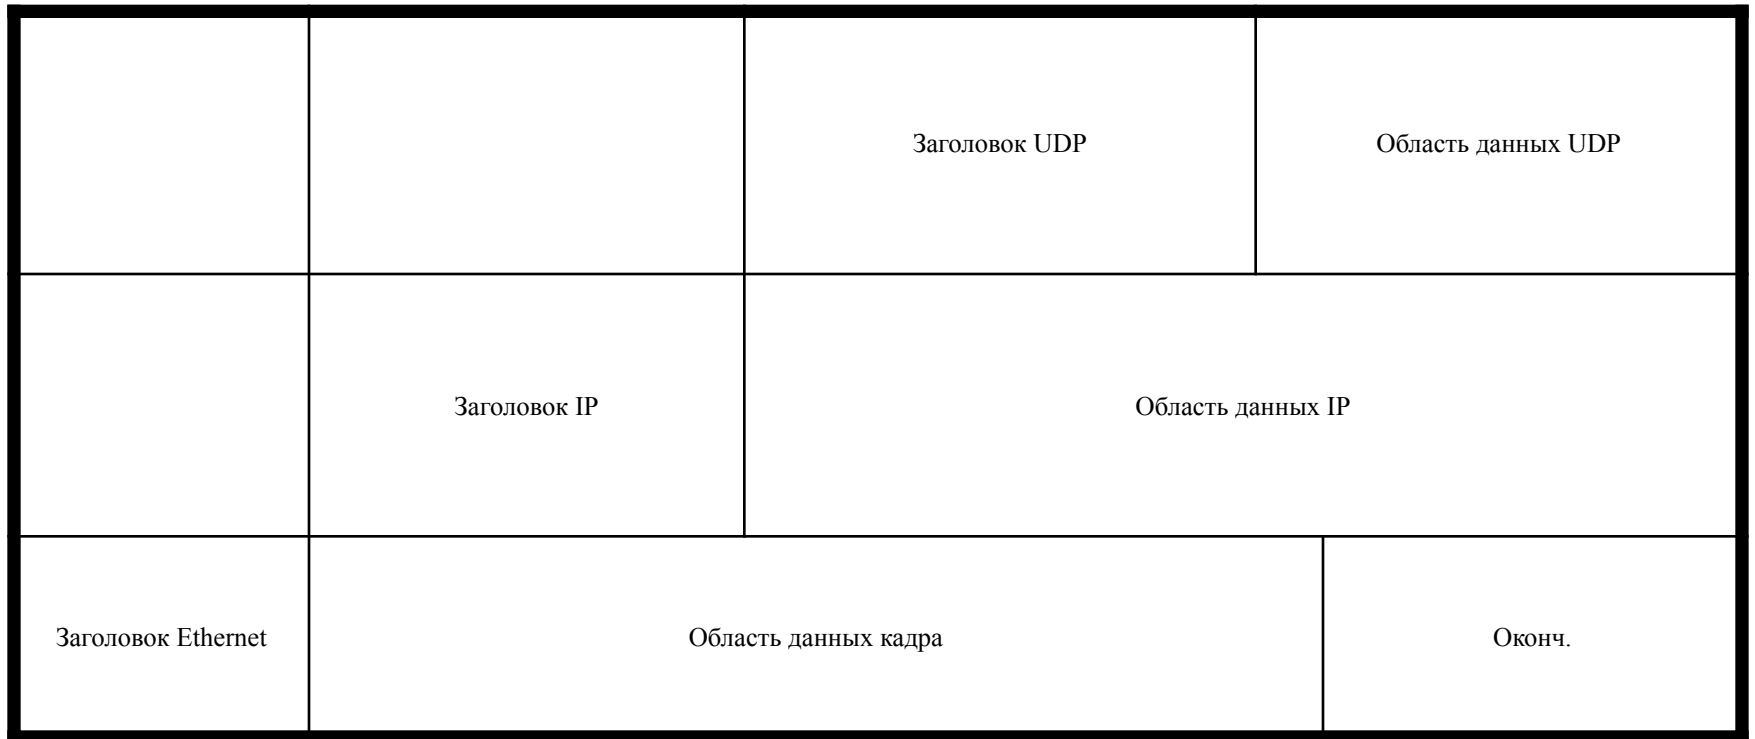 Заголовок UDP
Область данных UDP
Заголовок IP
Область данных IP
Заголовок Ethernet
Область данных кадра
Оконч.